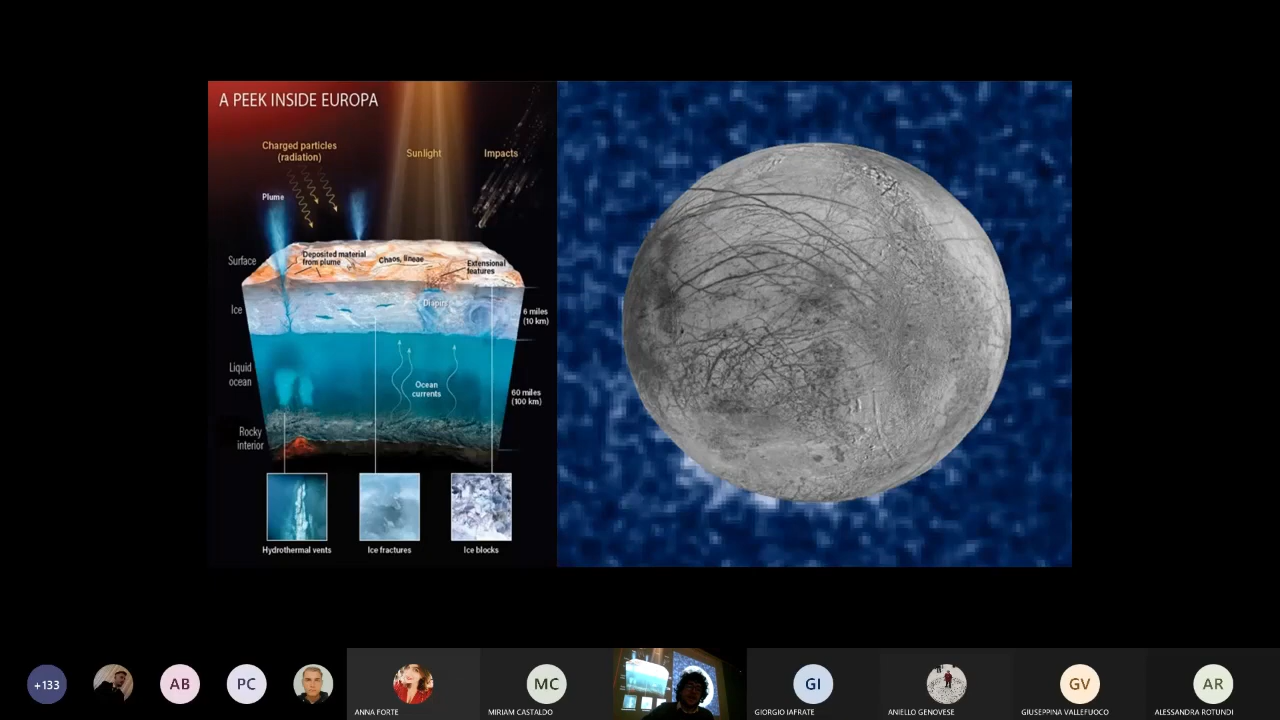 A PEEK INSIDE EUROPA
Charged particles
(radiation)
Sunlight
Impacts
Plume
Surface
Deposited material
from plume
Chaos, lineae
Extensional
features
Ice
Diapirs
6 miles
(10 km)
Liquid
ocean
Ocean
currents
60 miles
(100 km)
Rocky
interior
Hydrothermal vents
Ice fractures
Ice blocks
+133
AB
PC
MC
GI
GV
AR
ANNA FORTE
MIRIAM CASTALDO
GIORGIO IAFRATE
ANIELLO GENOVESE
GIUSEPPINA VALLEFUOCO
ALESSANDRA ROTUNDI